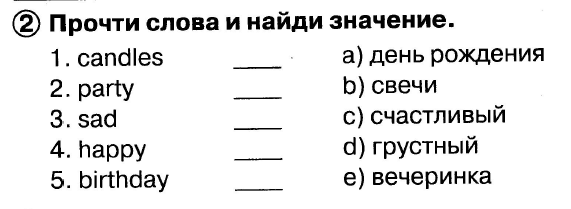 ② Прочти слова и найди значение.
1. candles ____ a) день рождения
2. party ____ b) свечи
3. sad ____ c) счастливый
4. happy ____ d) грустный
5. birthday ____ e) вечеринка